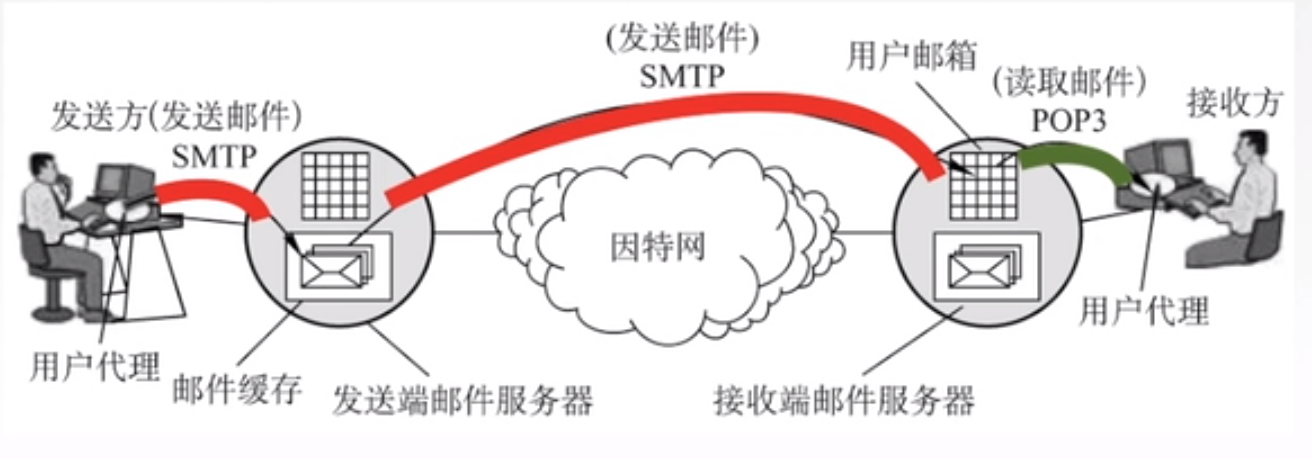 (发送邮件)
SMTP
用户邮箱
(读取邮件)
POP3
接收方
发送方(发送邮件)
SMTP
因特网
用户代理
用户代理
邮件缓存
发送端邮件服务器
接收端邮件服务器